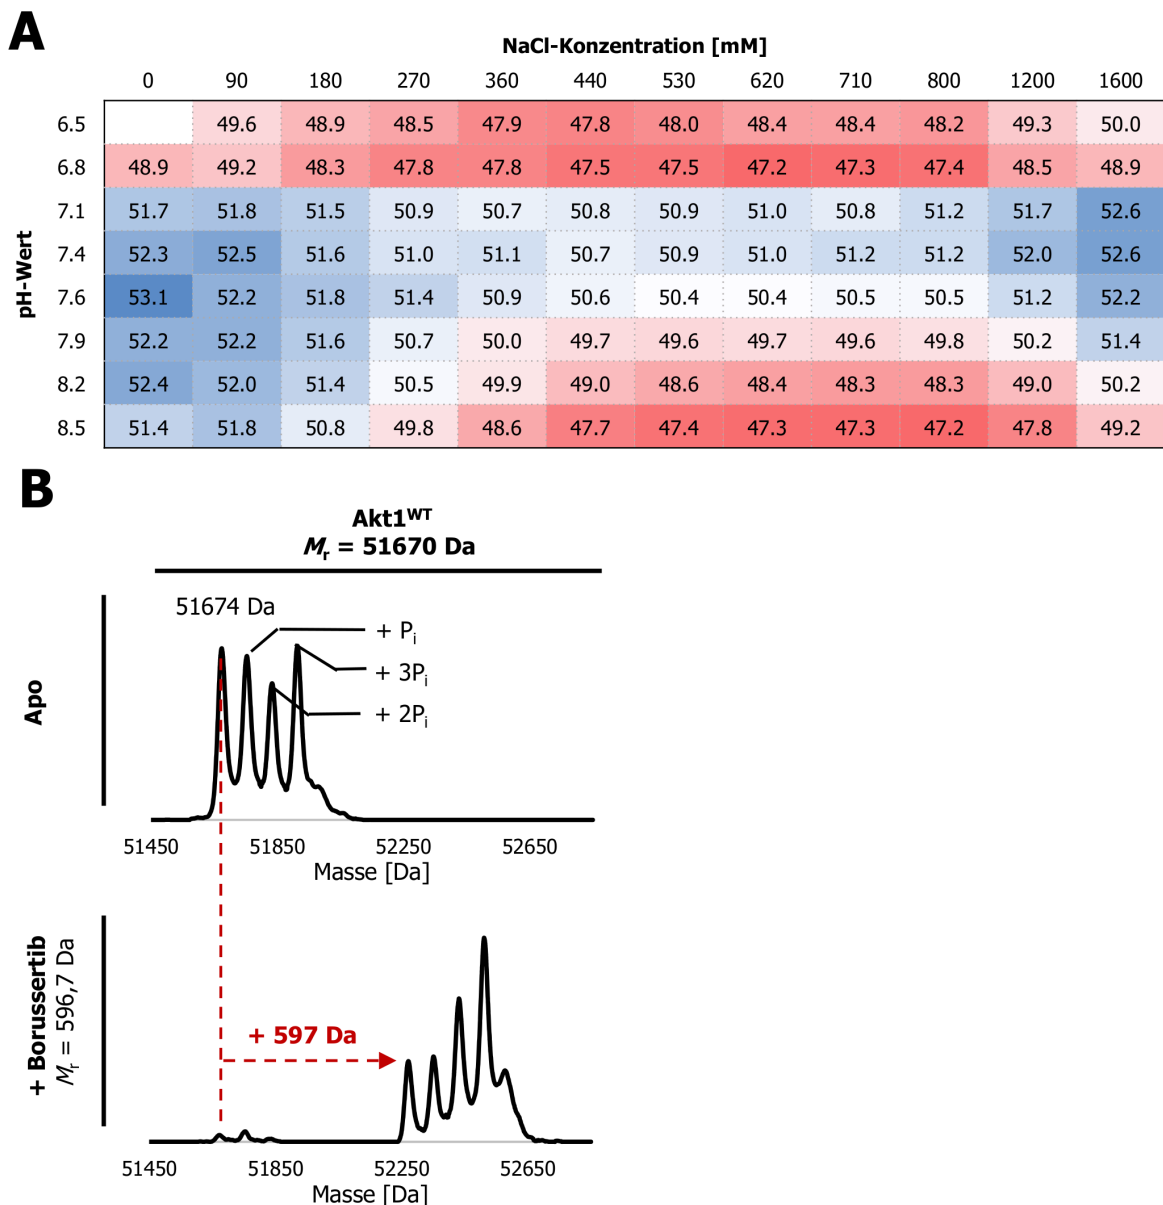 A
NaCl-Konzentration [mM]
0 90 180 270 360 440 530 620 710 800 1200 1600
pH-Wert
6.5 49.6 48.9 48.5 47.9 47.8 48.0 48.4 48.4 48.2 49.3 50.0
6.8 48.9 49.2 48.3 47.8 47.8 47.5 47.5 47.2 47.3 47.4 48.5 48.9
7.1 51.7 51.8 51.5 50.9 50.7 50.8 50.9 51.0 50.8 51.2 51.7 52.6
7.4 52.3 52.5 51.6 51.0 51.1 50.7 50.9 51.0 51.2 51.2 52.0 52.6
7.6 53.1 52.2 51.8 51.4 50.9 50.6 50.4 50.4 50.5 50.5 51.2 52.2
7.9 52.2 52.2 51.6 50.7 50.0 49.7 49.6 49.7 49.6 49.8 50.2 51.4
8.2 52.4 52.0 51.4 50.5 49.9 49.0 48.6 48.4 48.3 48.3 49.0 50.2
8.5 51.4 51.8 50.8 49.8 48.6 47.7 47.4 47.3 47.3 47.2 47.8 49.2
B
Akt1WT
Mr = 51670 Da
Apo
51674 Da
+ Pi
+ 3Pi
+ 2Pi
51450 51850 52250 52650
Masse [Da]
+ Borussertib
Mr = 596,7 Da
+ 597 Da
51450 51850 52250 52650
Masse [Da]